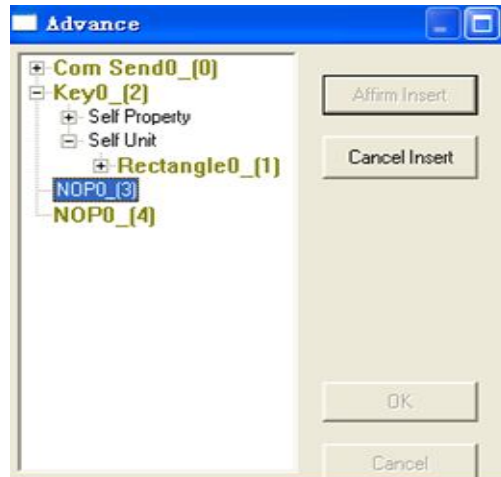 Advance
Com Send0_(0)
Key0_(2)
Self Property
Self Unit
Rectangle0_(1)
NOP0_(3)
NOP0_(4)
Affirm Insert
Cancel Insert
OK
Cancel